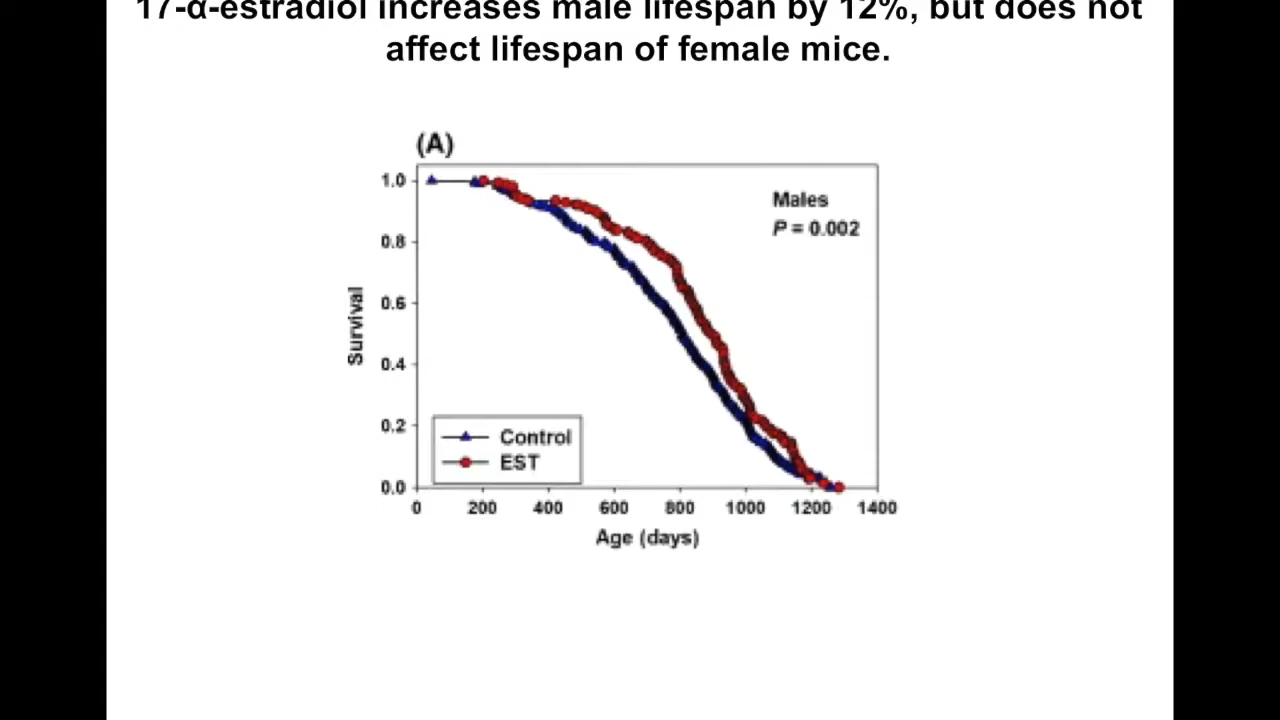 17-α-estradiol increases male lifespan by 12%, but does not
affect lifespan of female mice.
(A)
Males
P = 0.002
1.0
0.8
0.6
0.4
0.2
0.0
Survival
Control
EST
0 200 400 600 800 1000 1200 1400
Age (days)